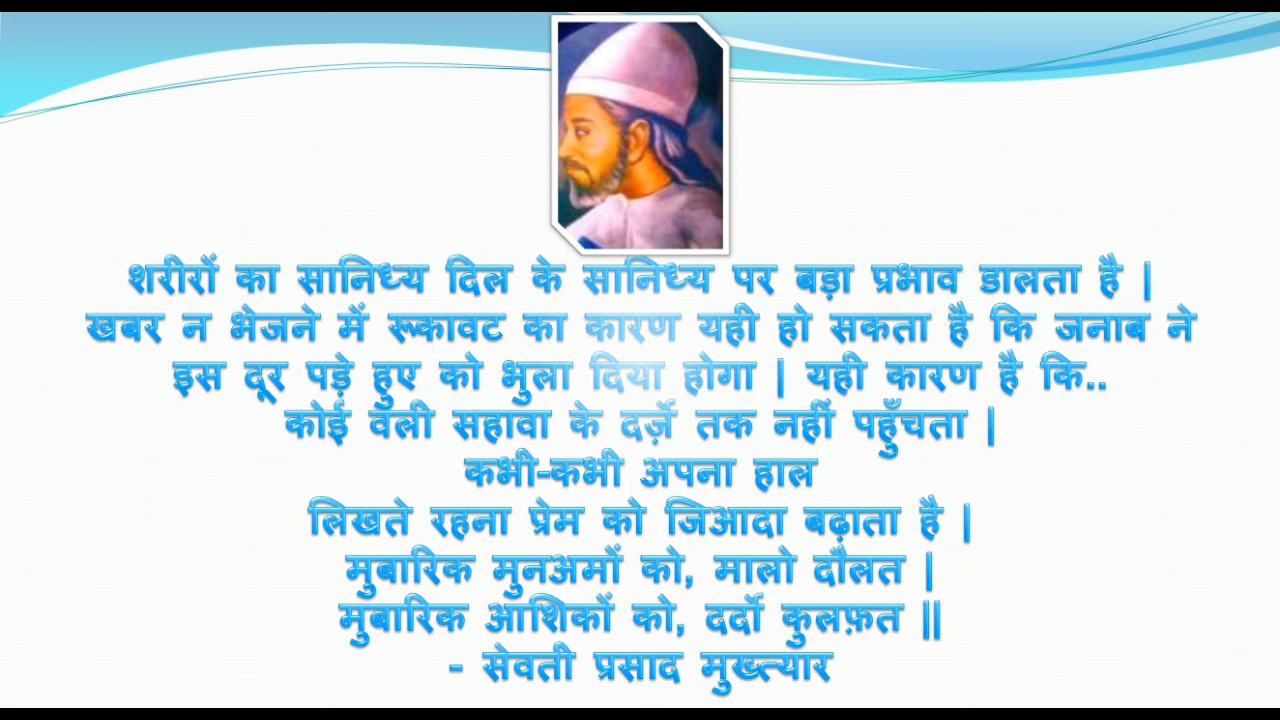 शरीरों का सानिध्य दिल के सानिध्य पर बड़ा प्रभाव डालता है |
खबर न भेजने में रूकावट का कारण यही हो सकता है कि जनाब ने
इस दूर पड़े हुए को भुला दिया होगा | यही कारण है कि..
कोई वली सहावा के दर्ज़े तक नहीं पहुँचता |
कभी-कभी अपना हाल
लिखते रहना प्रेम को जिआदा बढ़ाता है |
मुबारिक मुनअमों को, मालो दौलत |
मुबारिक आशिकों को, दर्दो कुलफ़त ||
- सेवती प्रसाद मुख्त्यार